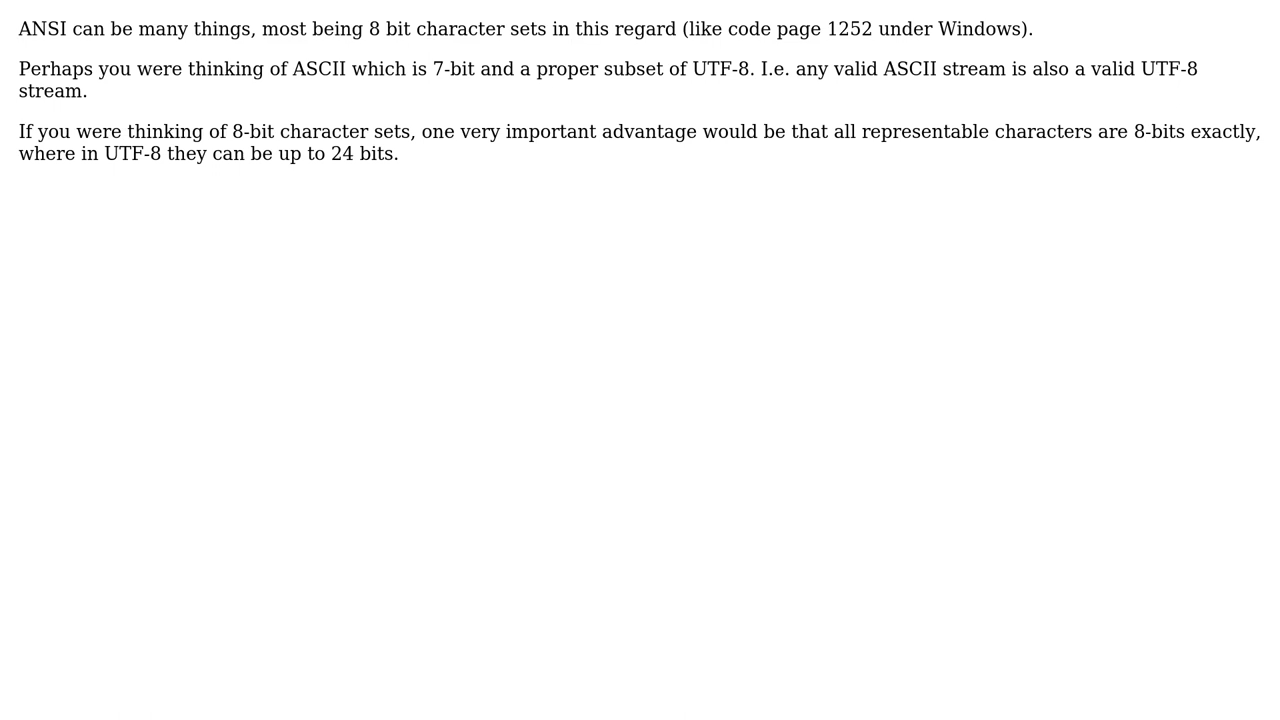 ANSI can be many things, most being 8 bit character sets in this regard (like code page 1252 under Windows).
Perhaps you were thinking of ASCII which is 7-bit and a proper subset of UTF-8. I.e. any valid ASCII stream is also a valid UTF-8
stream.
If you were thinking of 8-bit character sets, one very important advantage would be that all representable characters are 8-bits exactly,
where in UTF-8 they can be up to 24 bits.